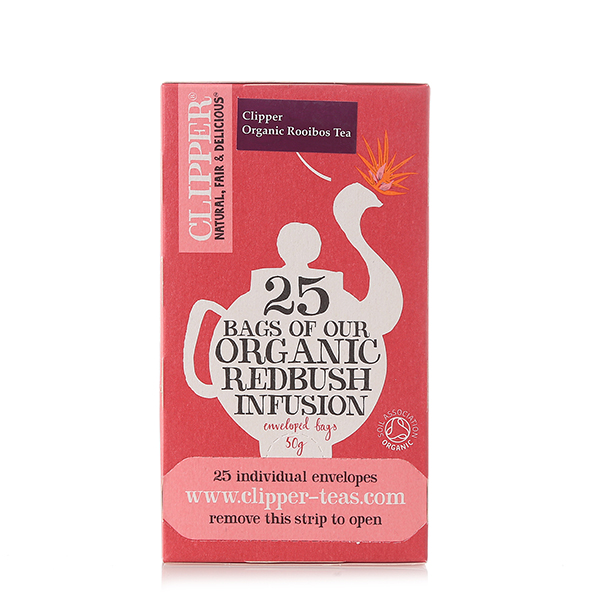 CLIPPER®
NATURAL, FAIR & DELICIOUS®
Clipper
Organic Rooibos Tea
25
BAGS OF OUR
ORGANIC
REDBUSH
INFUSION
enveloped bags
50g
SOIL ASSOCIATION
ORGANIC
25 individual envelopes
www.clipper-teas.com
remove this strip to open